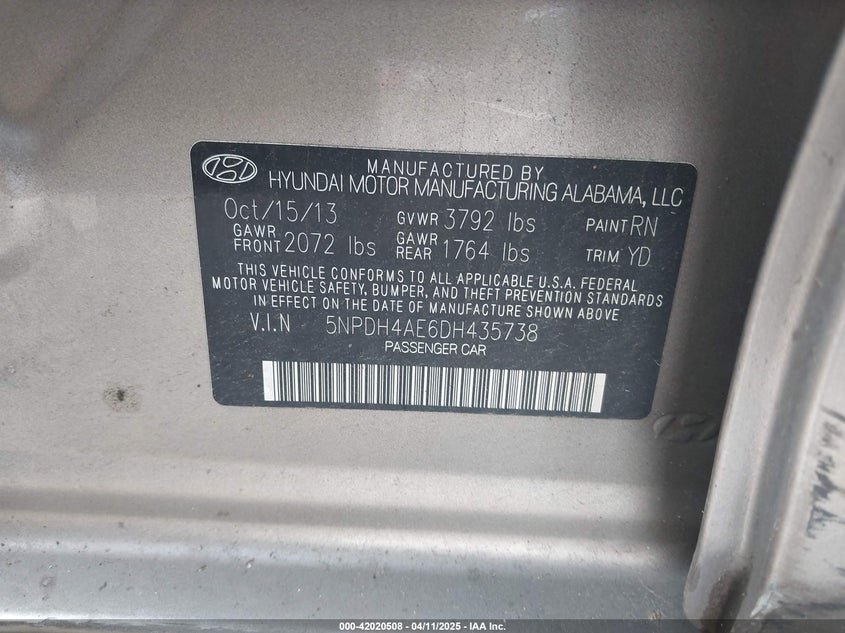 MANUFACTURED BY
HYUNDAI MOTOR MANUFACTURING ALABAMA, LLC
Oct/15/13 GVWR 3792 lbs PAINT RN
GAWR FRONT 2072 lbs GAWR REAR 1764 lbs TRIM YD
THIS VEHICLE CONFORMS TO ALL APPLICABLE U.S.A. FEDERAL
MOTOR VEHICLE SAFETY, BUMPER, AND THEFT PREVENTION STANDARDS
IN EFFECT ON THE DATE OF MANUFACTURE SHOWN ABOVE
V.I.N 5NPDH4AE6DH435738
PASSENGER CAR
000-42020508 - 04/11/2025 - IAA Inc.